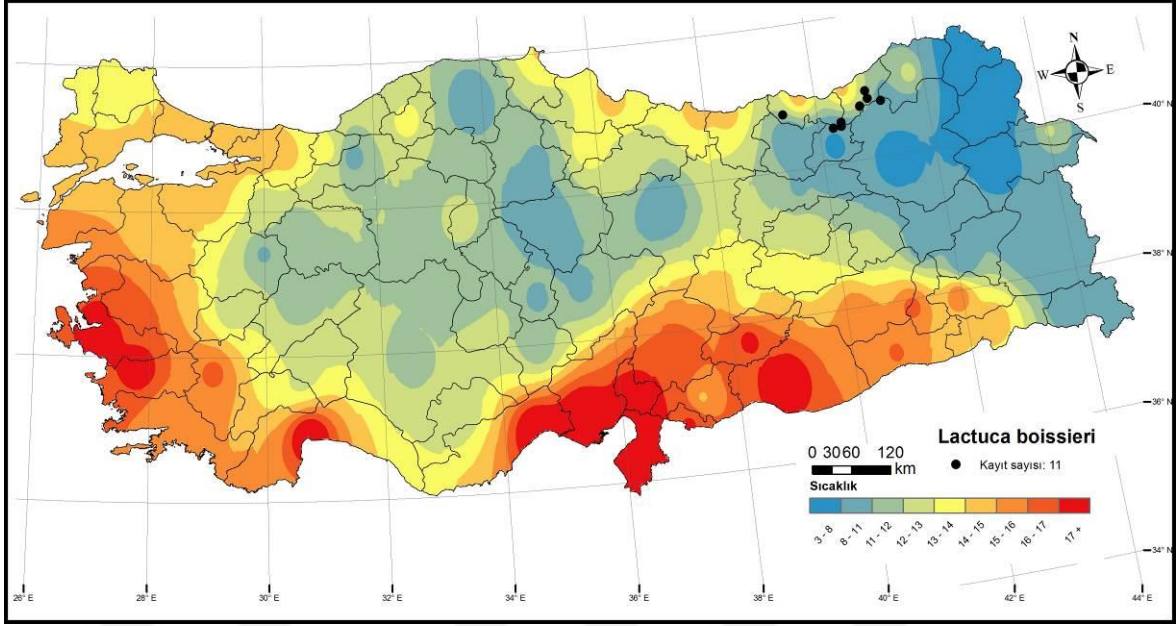 N
W E
S
40° N
38° N
36° N
34° N
Lactuca boissieri
0 30 60 120
km
Kayıt sayısı: 11
Sıcaklık
3 - 8
8 - 11
11 - 12
12 - 13
13 - 14
14 - 15
15 - 16
16 - 17
17 +
26° E
28° E
30° E
32° E
34° E
36° E
38° E
40° E
42° E
44° E